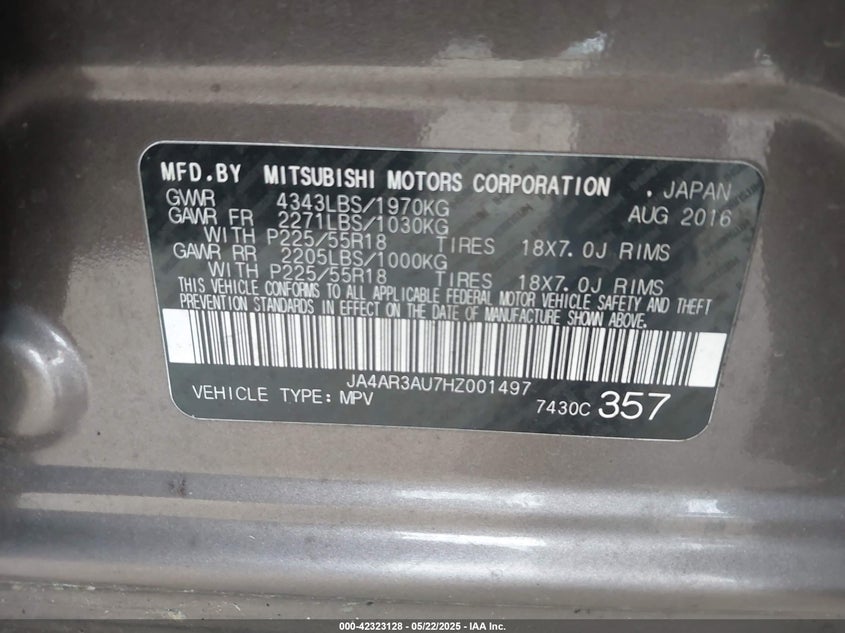 MFD.BY MITSUBISHI MOTORS CORPORATION . JAPAN
GVWR 4343LBS/1970KG AUG 2016
GAWR FR 2271LBS/1030KG
WITH P225/55R18 TIRES 18X7.0J RIMS
GAWR RR 2205LBS/1000KG
WITH P225/55R18 TIRES 18X7.0J RIMS
THIS VEHICLE CONFORMS TO ALL APPLICABLE FEDERAL MOTOR VEHICLE SAFETY AND THEFT
PREVENTION STANDARDS IN EFFECT ON THE DATE OF MANUFACTURE SHOWN ABOVE.
JA4AR3AU7HZ001497
VEHICLE TYPE: MPV 7430C 357
000-42323128 - 05/22/2025 - IAA Inc.